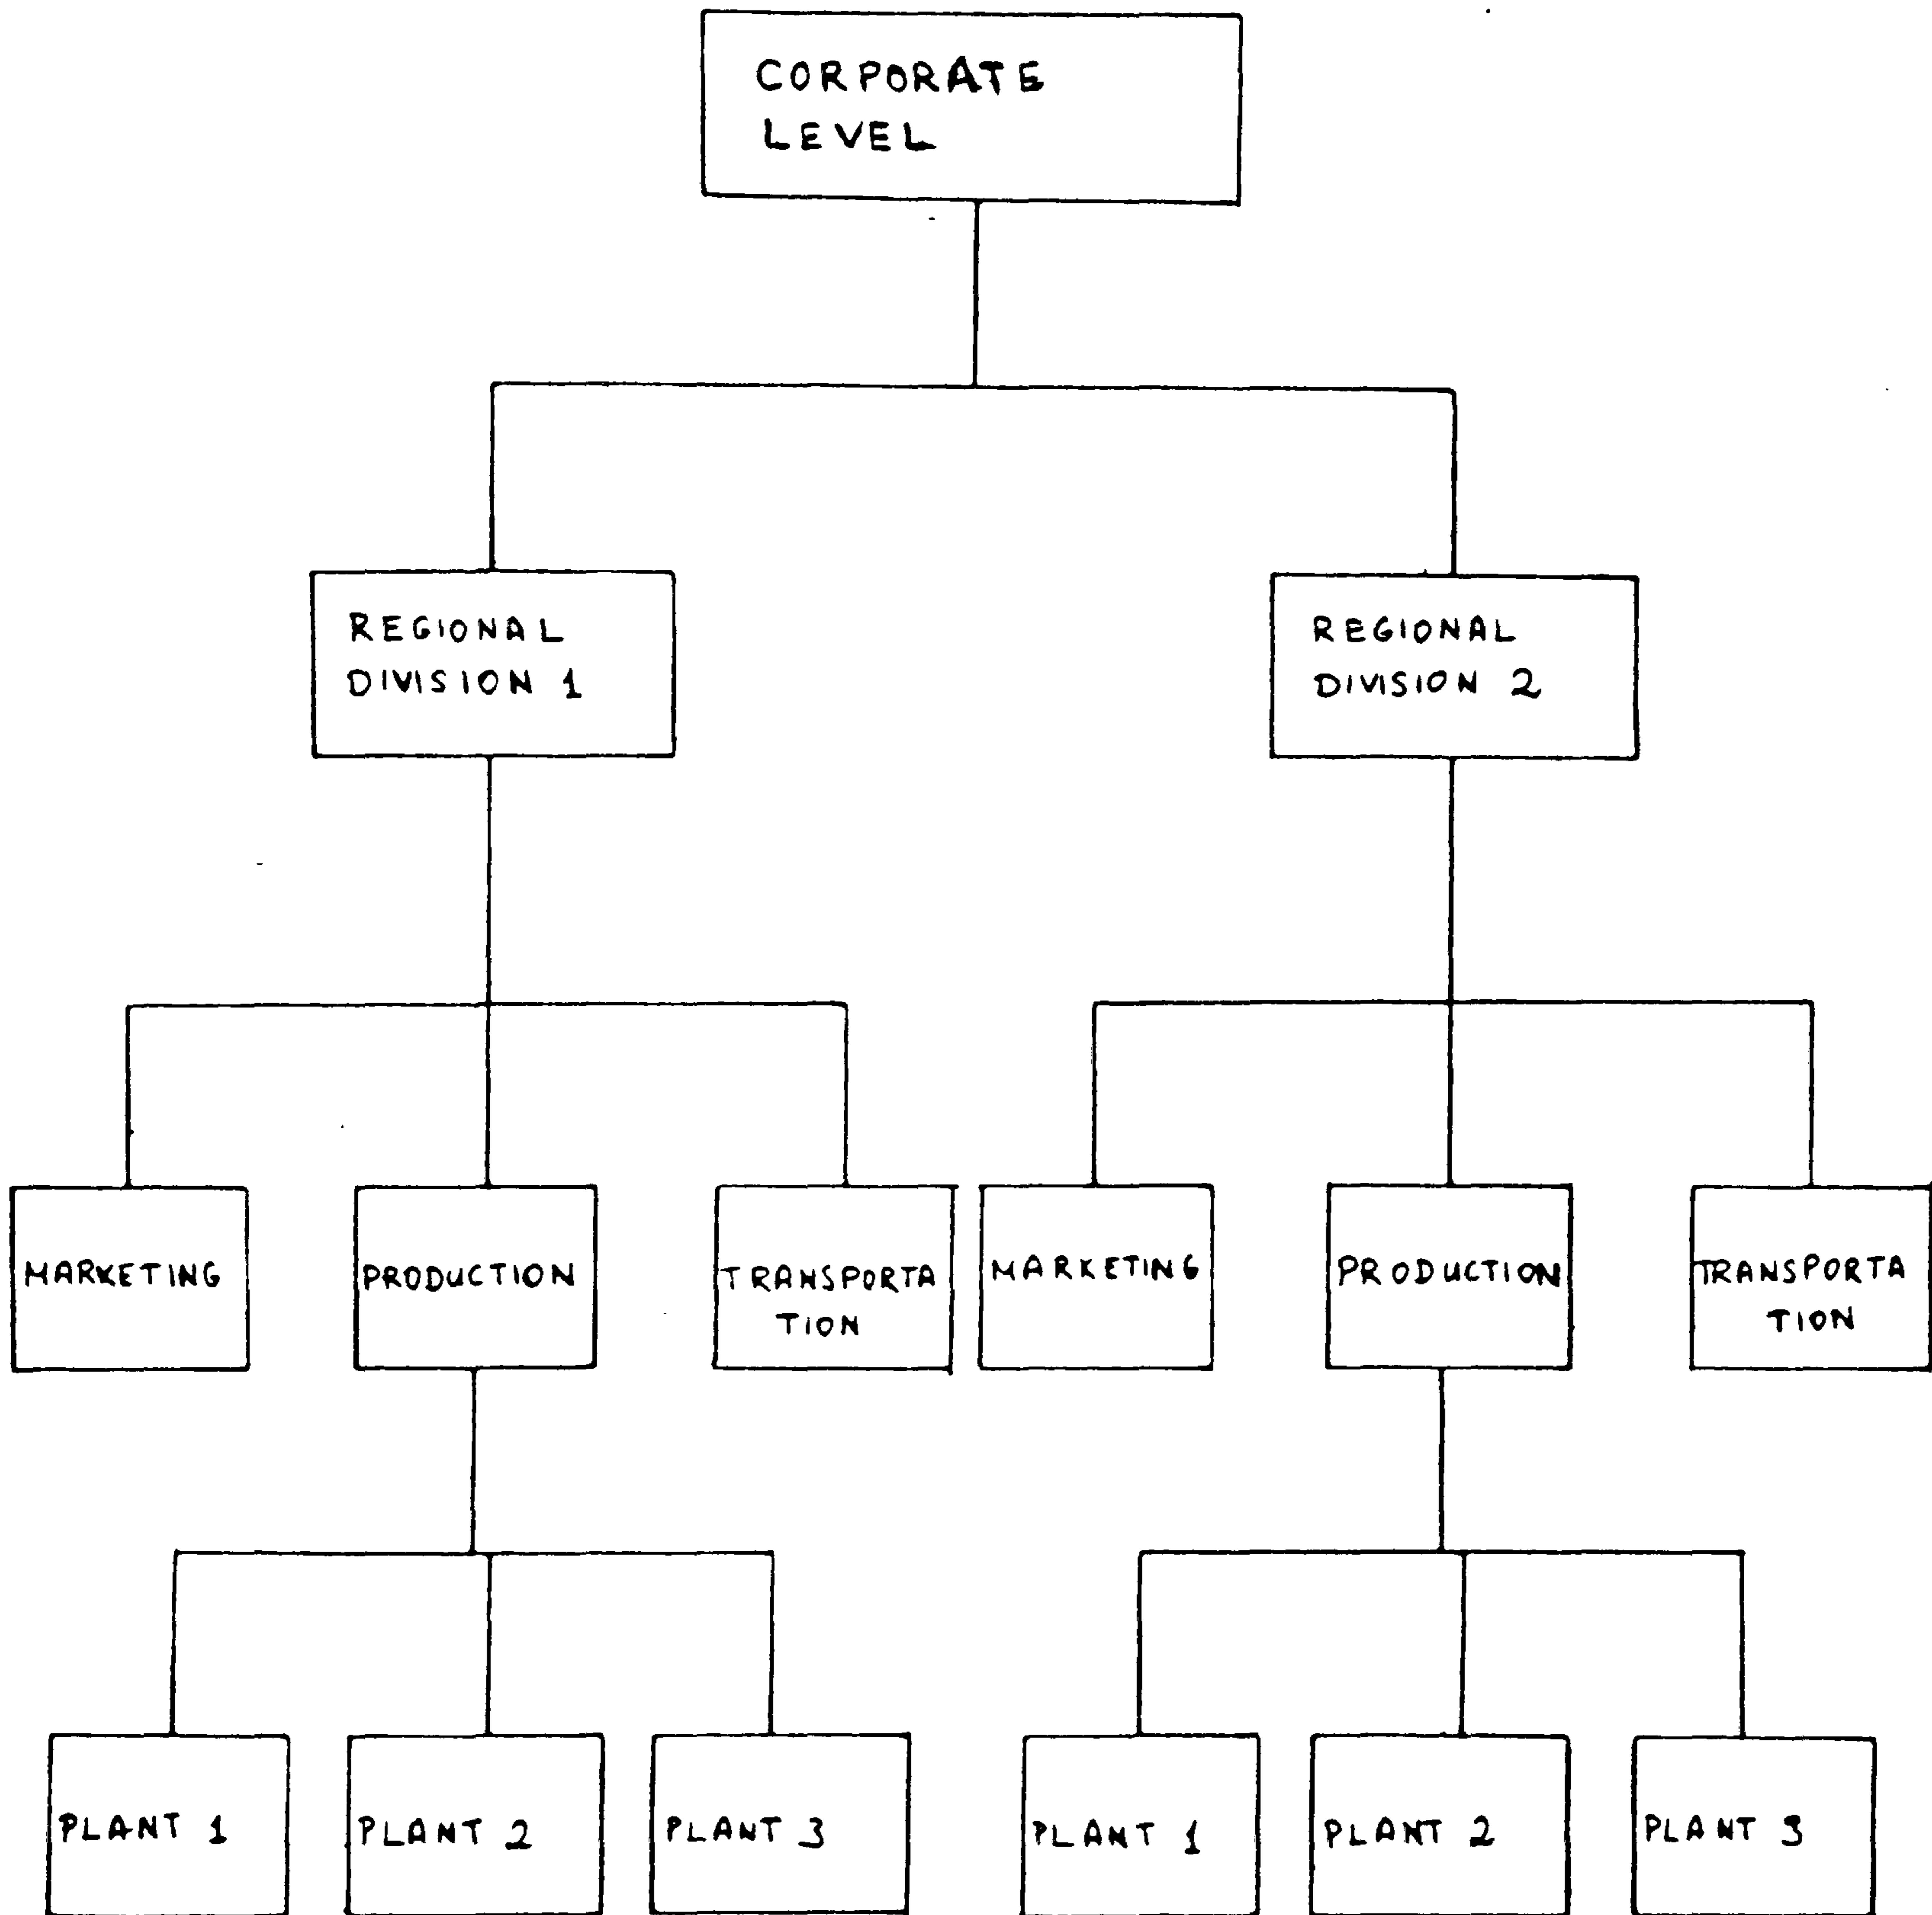 CORPORATE
LEVEL
REGIONAL
DIVISION 1
REGIONAL
DIVISION 2
MARKETING
PRODUCTION
TRANSPORTA
TION
MARKETING
PRODUCTION
TRANSPORTA
TION
PLANT 1
PLANT 2
PLANT 3
PLANT 1
PLANT 2
PLANT 3